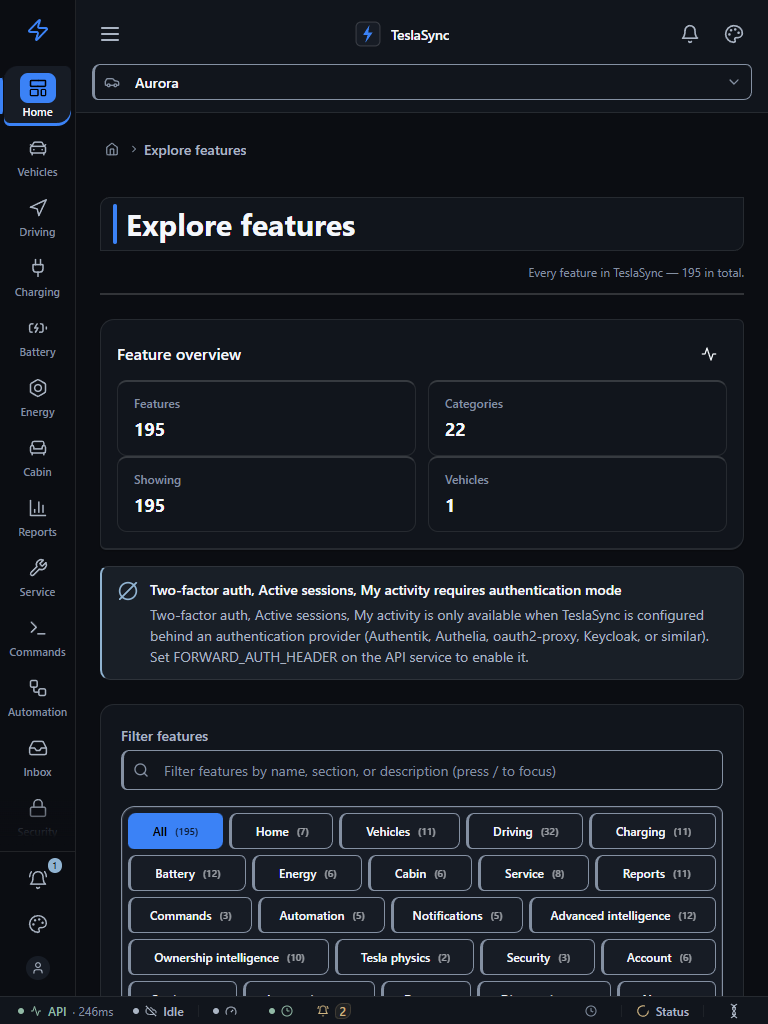 TeslaSync
Aurora
Home
Vehicles
Driving
Charging
Battery
Energy
Cabin
Reports
Service
Commands
Automation
Inbox
Security
1
Explore features
Explore features
Every feature in TeslaSync — 195 in total.
Feature overview
Features
195
Categories
22
Showing
195
Vehicles
1
Two-factor auth, Active sessions, My activity requires authentication mode
Two-factor auth, Active sessions, My activity is only available when TeslaSync is configured
behind an authentication provider (Authentik, Authelia, oauth2-proxy, Keycloak, or similar).
Set FORWARD_AUTH_HEADER on the API service to enable it.
Filter features
Filter features by name, section, or description (press / to focus)
All (195) Home (7) Vehicles (11) Driving (32) Charging (11)
Battery (12) Energy (6) Cabin (6) Service (8) Reports (11)
Commands (3) Automation (5) Notifications (5) Advanced intelligence (12)
Ownership intelligence (10) Tesla physics (2) Security (3) Account (6)
API · 246ms Idle 2 Status